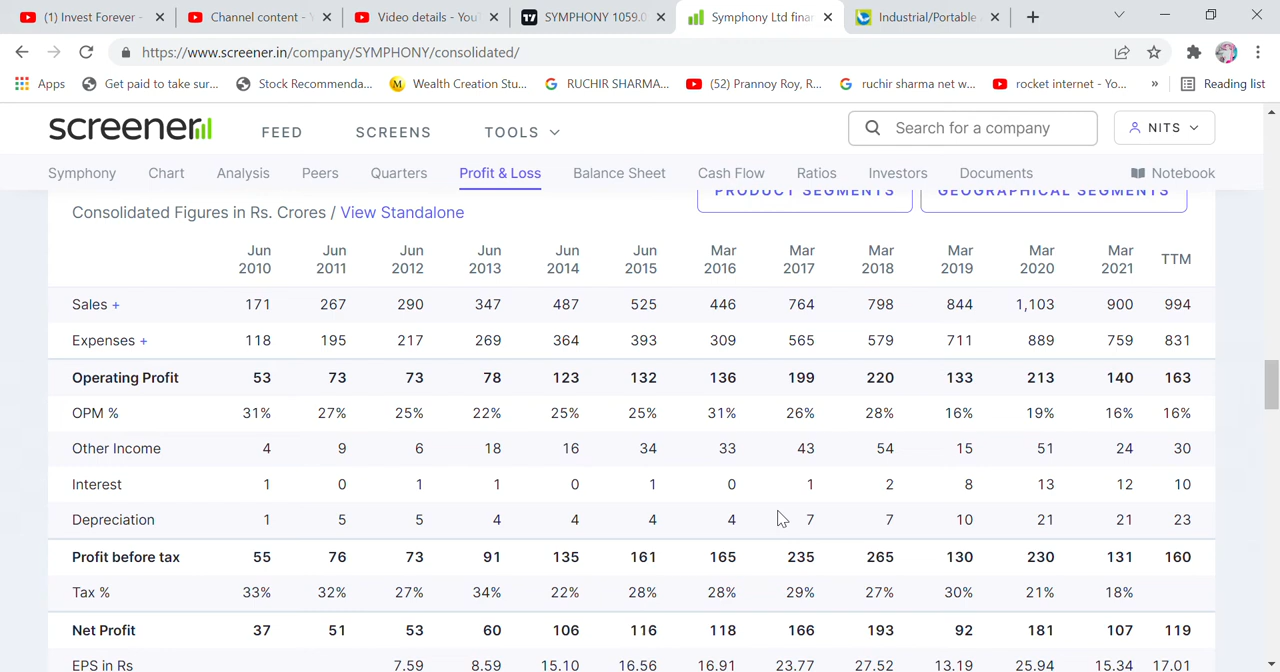 (1) Invest Forever -
Channel content -
Video details - You
SYMPHONY 1059.0
Symphony Ltd finan
Industrial/Portable
https://www.screener.in/company/SYMPHONY/consolidated/
Apps
Get paid to take sur...
Stock Recommenda...
Wealth Creation Stu...
RUCHIR SHARMA...
(52) Prannoy Roy, R...
ruchir sharma net w...
rocket internet - Yo...
»
Reading list
screener
FEED
SCREENS
TOOLS
Search for a company
NITS
Symphony Chart Analysis Peers Quarters Profit & Loss Balance Sheet Cash Flow Ratios Investors Documents Notebook
PRODUCT SEGMENTS GEOGRAPHICAL SEGMENTS
Consolidated Figures in Rs. Crores / View Standalone
Jun 2010 Jun 2011 Jun 2012 Jun 2013 Jun 2014 Jun 2015 Mar 2016 Mar 2017 Mar 2018 Mar 2019 Mar 2020 Mar 2021 TTM
Sales + 171 267 290 347 487 525 446 764 798 844 1,103 900 994
Expenses + 118 195 217 269 364 393 309 565 579 711 889 759 831
Operating Profit 53 73 73 78 123 132 136 199 220 133 213 140 163
OPM % 31% 27% 25% 22% 25% 25% 31% 26% 28% 16% 19% 16% 16%
Other Income 4 9 6 18 16 34 33 43 54 15 51 24 30
Interest 1 0 1 1 0 1 0 1 2 8 13 12 10
Depreciation 1 5 5 4 4 4 4 7 7 10 21 21 23
Profit before tax 55 76 73 91 135 161 165 235 265 130 230 131 160
Tax % 33% 32% 27% 34% 22% 28% 28% 29% 27% 30% 21% 18%
Net Profit 37 51 53 60 106 116 118 166 193 92 181 107 119
EPS in Rs 7.59 8.59 15.10 16.56 16.91 23.77 27.52 13.19 25.94 15.34 17.01